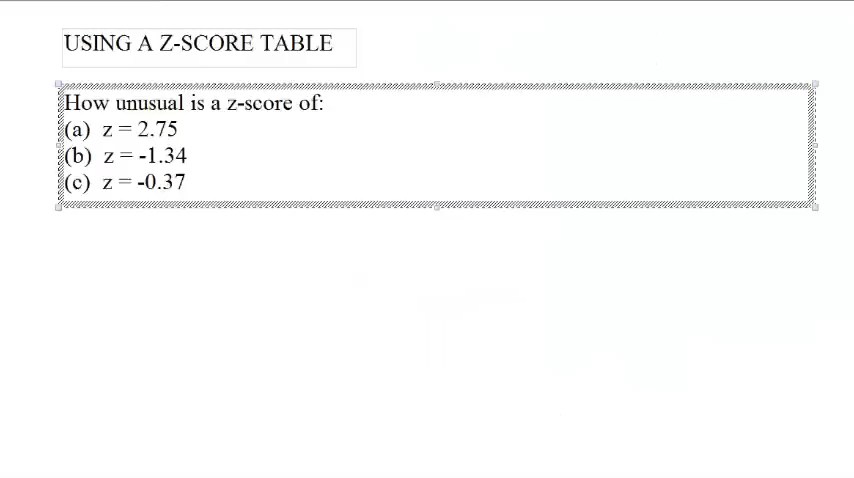 USING A Z-SCORE TABLE
How unusual is a z-score of:
(a) z = 2.75
(b) z = -1.34
(c) z = -0.37